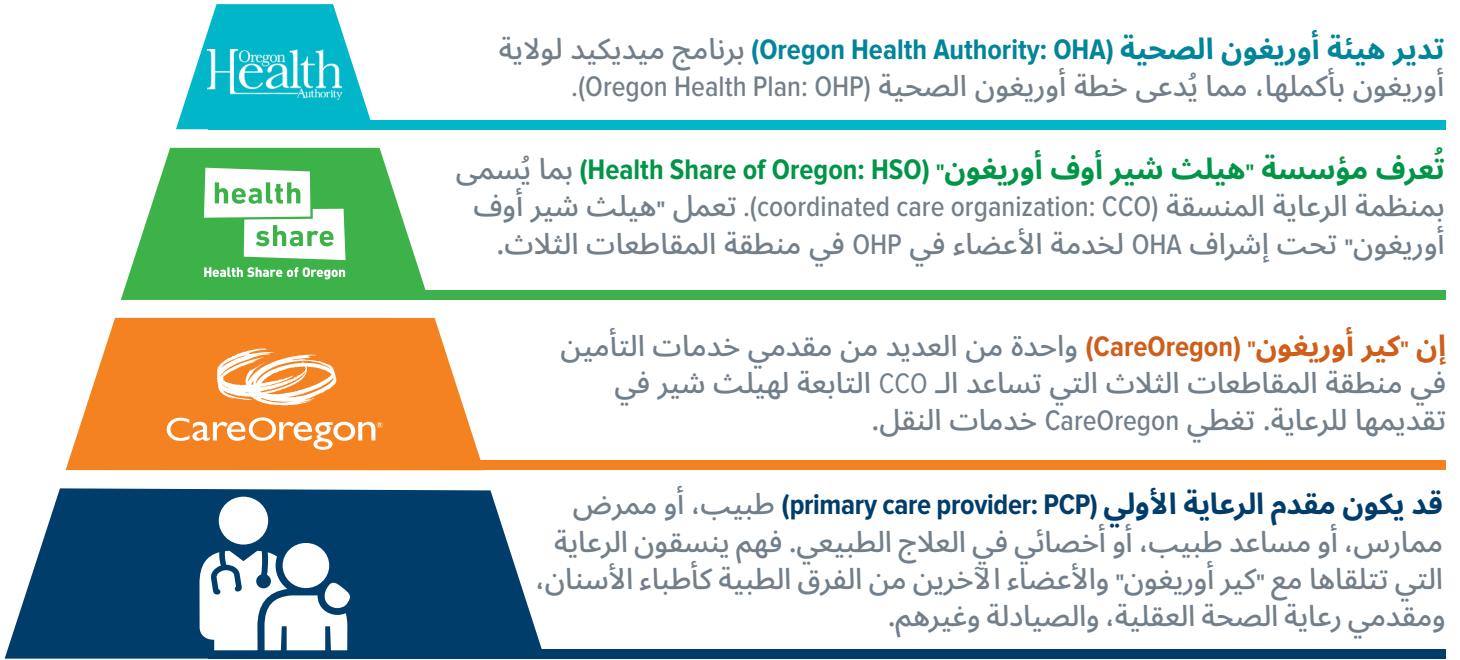 Oregon
Health
Authority
تدير هيئة أوريغون الصحية (Oregon Health Authority: OHA) برنامج ميديكيد لولاية
أوريغون بأكملها، مما يُدعى خطة أوريغون الصحية (Oregon Health Plan: OHP).
health
share
Health Share of Oregon
تُعرف مؤسسة "هيلث شير أوف أوريغون" (Health Share of Oregon: HSO) بما يُسمى
بمنظمة الرعاية المنسقة (coordinated care organization: CCO). تعمل "هيلث شير أوف
أوريغون" تحت إشراف OHA لخدمة الأعضاء في OHP في منطقة المقاطعات الثلاث.
CareOregon®
إن "كير أوريغون" (CareOregon) واحدة من العديد من مقدمي خدمات التأمين
في منطقة المقاطعات الثلاث التي تساعد الـ CCO التابعة لهيلث شير في
تقديمها للرعاية. تغطي CareOregon خدمات النقل.
قد يكون مقدم الرعاية الأولي (primary care provider: PCP) طبيب، أو ممرض
ممارس، أو مساعد طبيب، أو أخصائي في العلاج الطبيعي. فهم ينسقون الرعاية
التي تتلقاها مع "كير أوريغون" والأعضاء الآخرين من الفرق الطبية كأطباء الأسنان،
ومقدمي رعاية الصحة العقلية، والصيادلة وغيرهم.